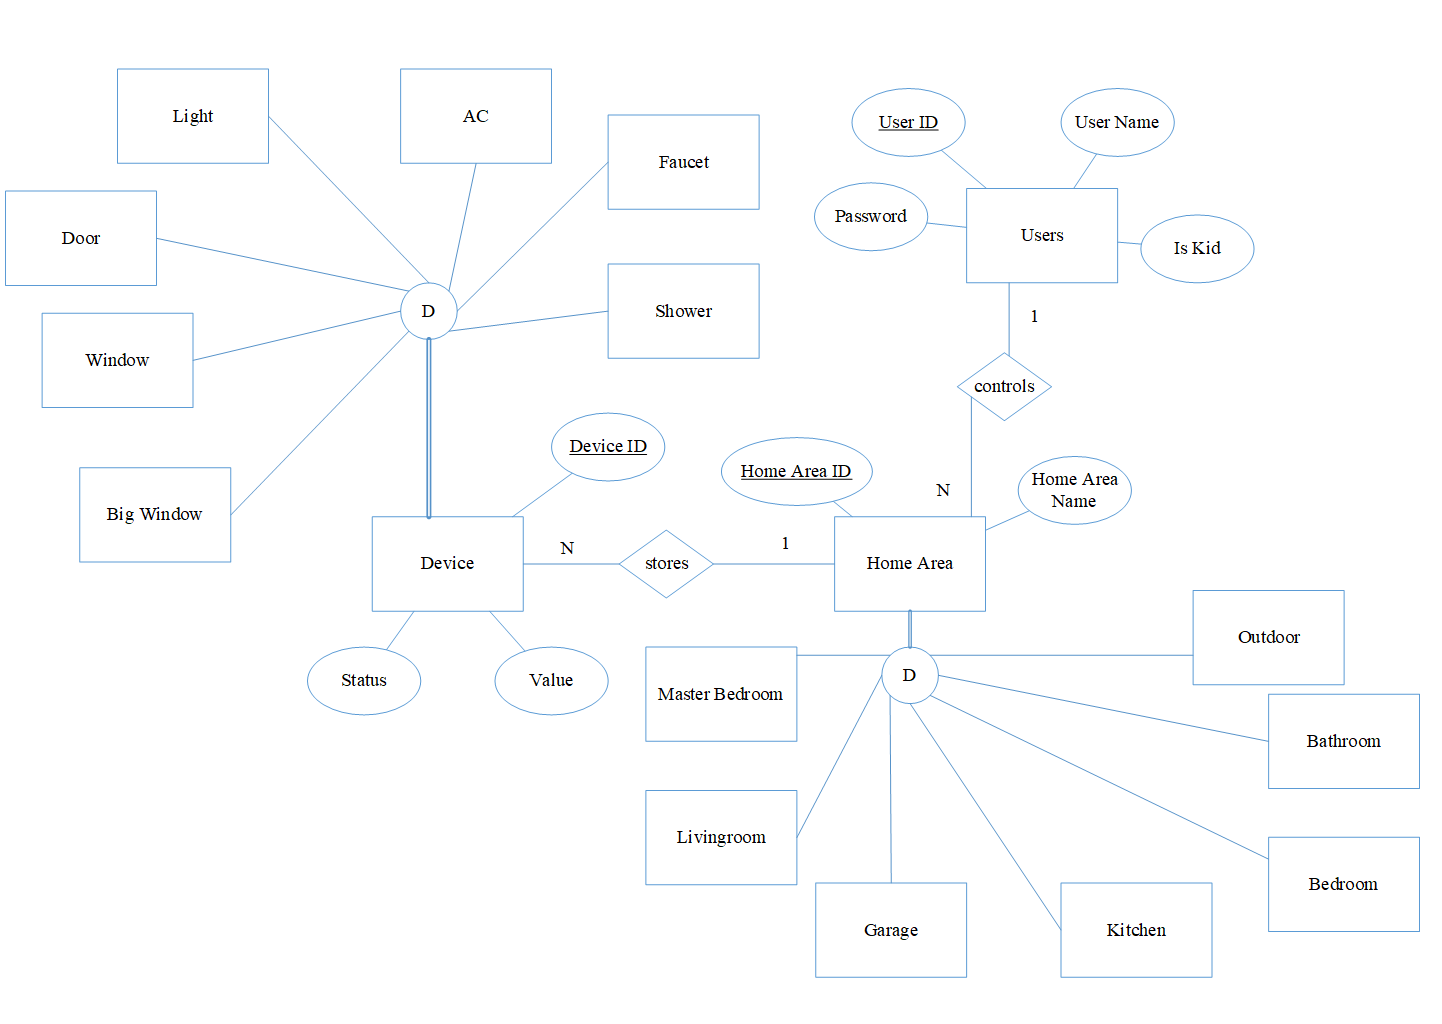 Light
AC
Faucet
User ID
User Name
Password
Users
Is Kid
Door
D
Shower
1
Window
controls
Device ID
Home Area ID
N
Home Area
Name
Big Window
Device
N
stores
1
Home Area
Status
Value
Outdoor
Master Bedroom
D
Bathroom
Livingroom
Bedroom
Garage
Kitchen